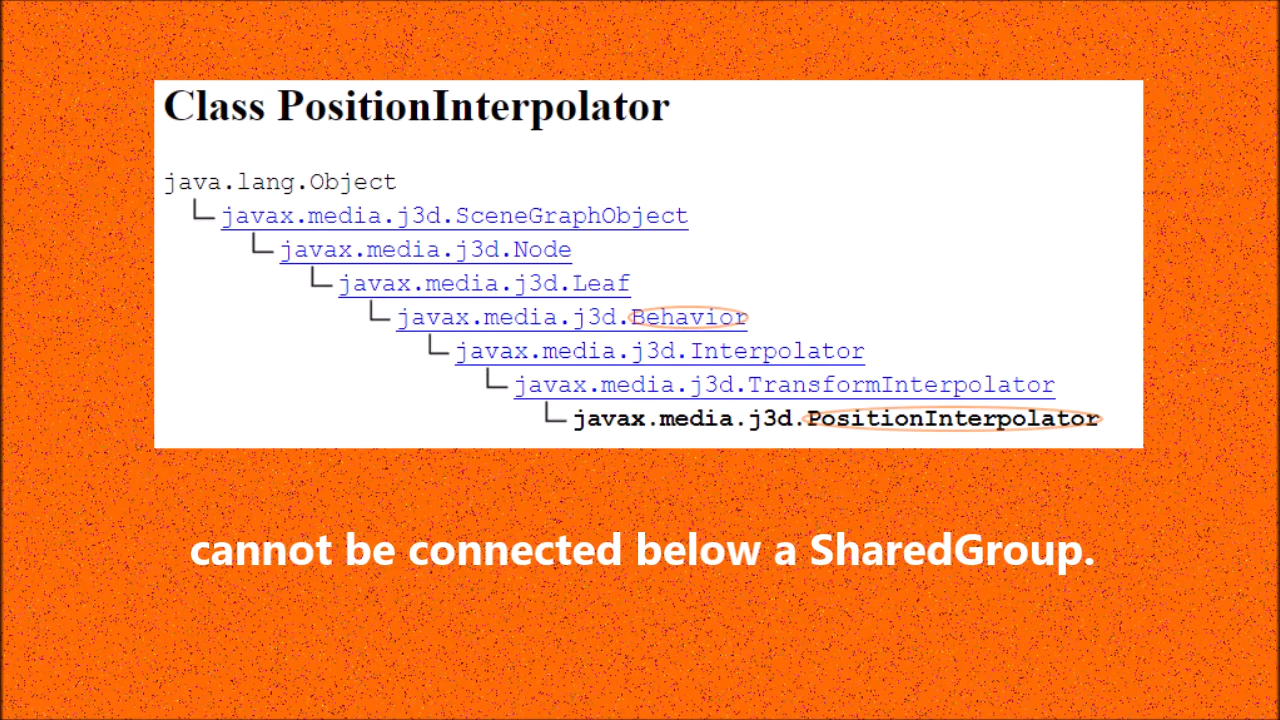 Class PositionInterpolator
java.lang.Object
javax.media.j3d.SceneGraphObject
javax.media.j3d.Node
javax.media.j3d.Leaf
javax.media.j3d.Behavior
javax.media.j3d.Interpolator
javax.media.j3d.TransformInterpolator
javax.media.j3d.PositionInterpolator
cannot be connected below a SharedGroup.